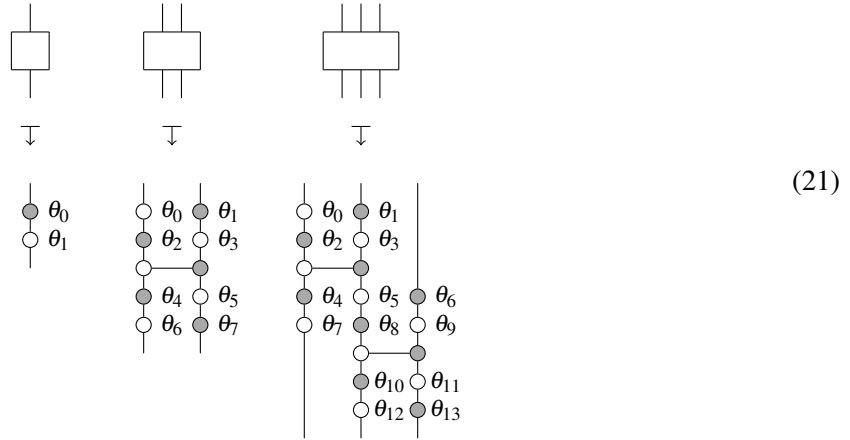 (21)
θ₀ θ₀ θ₁ θ₀ θ₁
θ₁ θ₂ θ₃ θ₂ θ₃
θ₄ θ₅ θ₄ θ₅ θ₆
θ₆ θ₇ θ₇ θ₈ θ₉
θ₁₀ θ₁₁
θ₁₂ θ₁₃